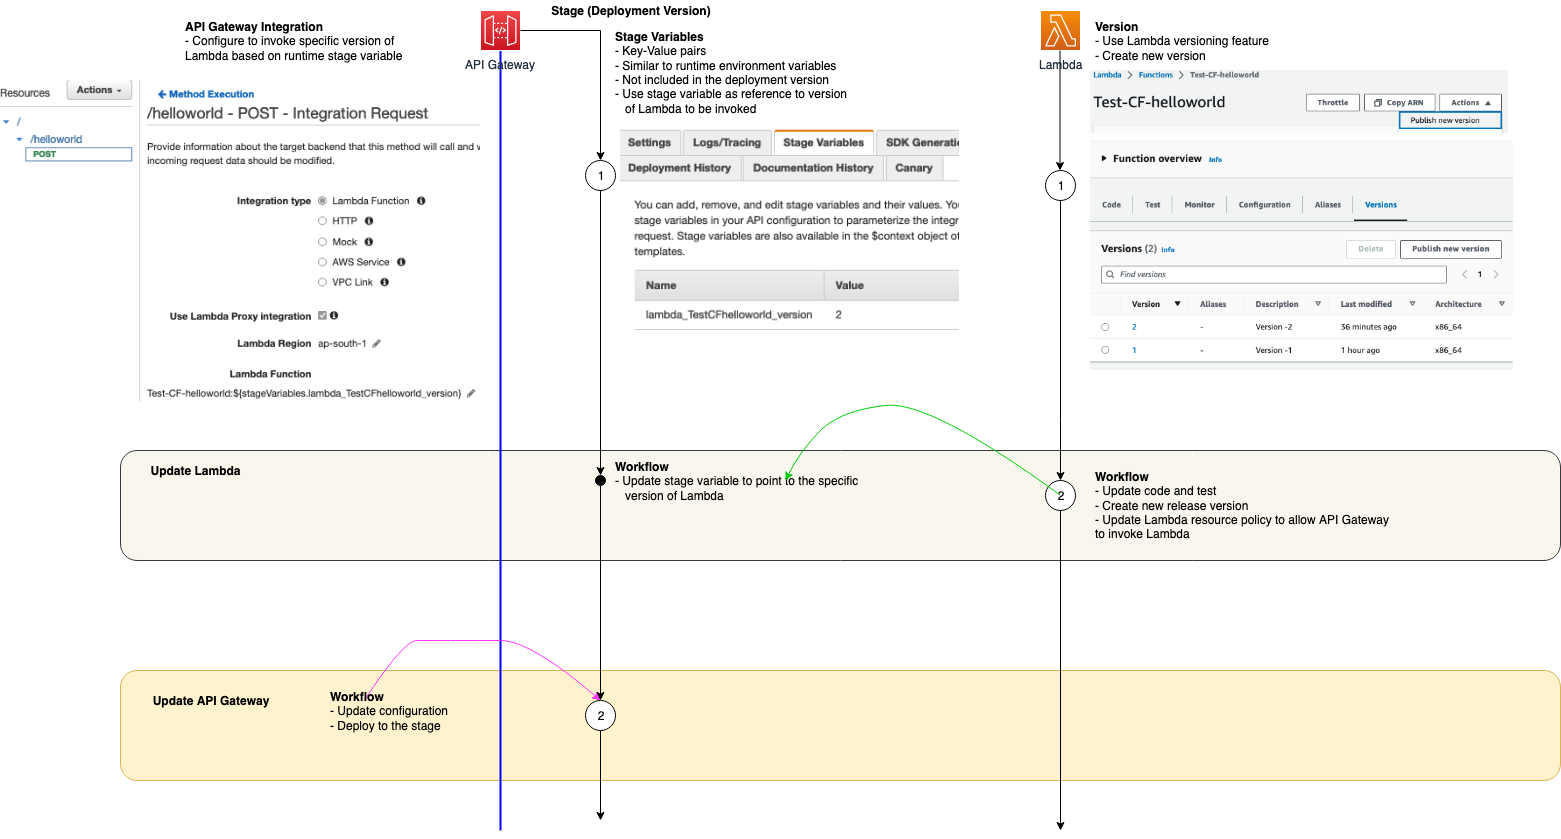 Stage (Deployment Version)
API Gateway Integration
- Configure to invoke specific version of
Lambda based on runtime stage variable
API Gateway
Stage Variables
- Key-Value pairs
- Similar to runtime environment variables
- Not included in the deployment version
- Use stage variable as reference to version
of Lambda to be invoked
Lambda
Version
- Use Lambda versioning feature
- Create new version
Resources
Actions
/
/helloworld
POST
Method Execution
/helloworld - POST - Integration Request
Provide information about the target backend that this method will call and
incoming request data should be modified.
Integration type
Lambda Function
HTTP
Mock
AWS Service
VPC Link
Use Lambda Proxy integration
Lambda Region ap-south-1
Lambda Function
Test-CF-helloworld:${stageVariables.lambda_TestCFhelloworld_version}
1
Settings
Logs/Tracing
Stage Variables
SDK Generati
Deployment History
Documentation History
Canary
You can add, remove, and edit stage variables and their values. You
stage variables in your API configuration to parameterize the integr
request. Stage variables are also available in the $context object of
templates.
Name Value
lambda_TestCFhelloworld_version 2
1
Lambda > Functions > Test-CF-helloworld
Test-CF-helloworld
Throttle
Copy ARN
Actions
Publish new version
Function overview Info
Code Test Monitor Configuration Aliases Versions
Versions (2) Info
Delete
Publish new version
Find versions
< 1 >
Version Aliases Description Last modified Architecture
2 - Version -2 36 minutes ago x86_64
1 - Version -1 1 hour ago x86_64
Update Lambda
Workflow
- Update stage variable to point to the specific
version of Lambda
2
Workflow
- Update code and test
- Create new release version
- Update Lambda resource policy to allow API Gateway
to invoke Lambda
Update API Gateway
Workflow
- Update configuration
- Deploy to the stage
2